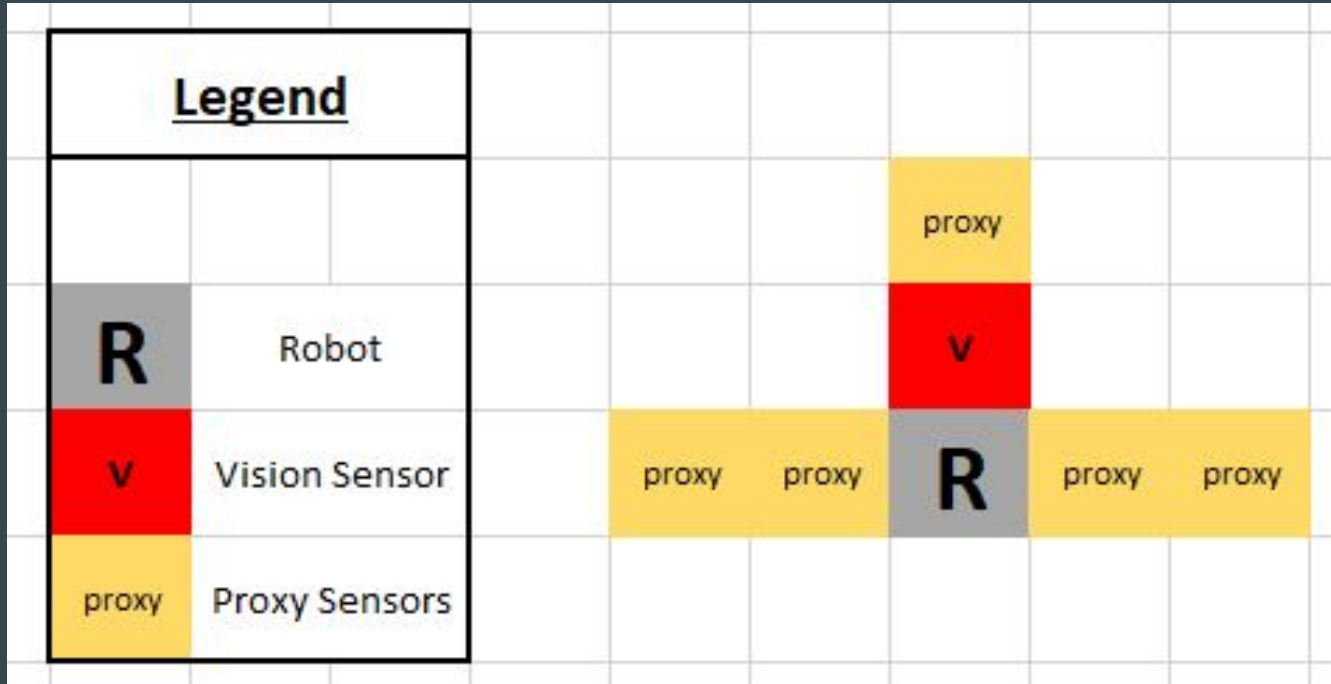 Legend
proxy
R Robot
V
V Vision Sensor
proxy proxy R proxy proxy
proxy Proxy Sensors